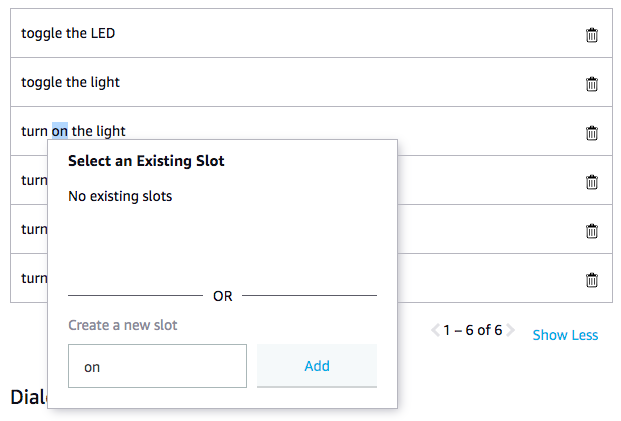 toggle the LED
toggle the light
turn on the light
Select an Existing Slot
turn
No existing slots
turn
turn
OR
Create a new slot
1 – 6 of 6
Show Less
on
Add